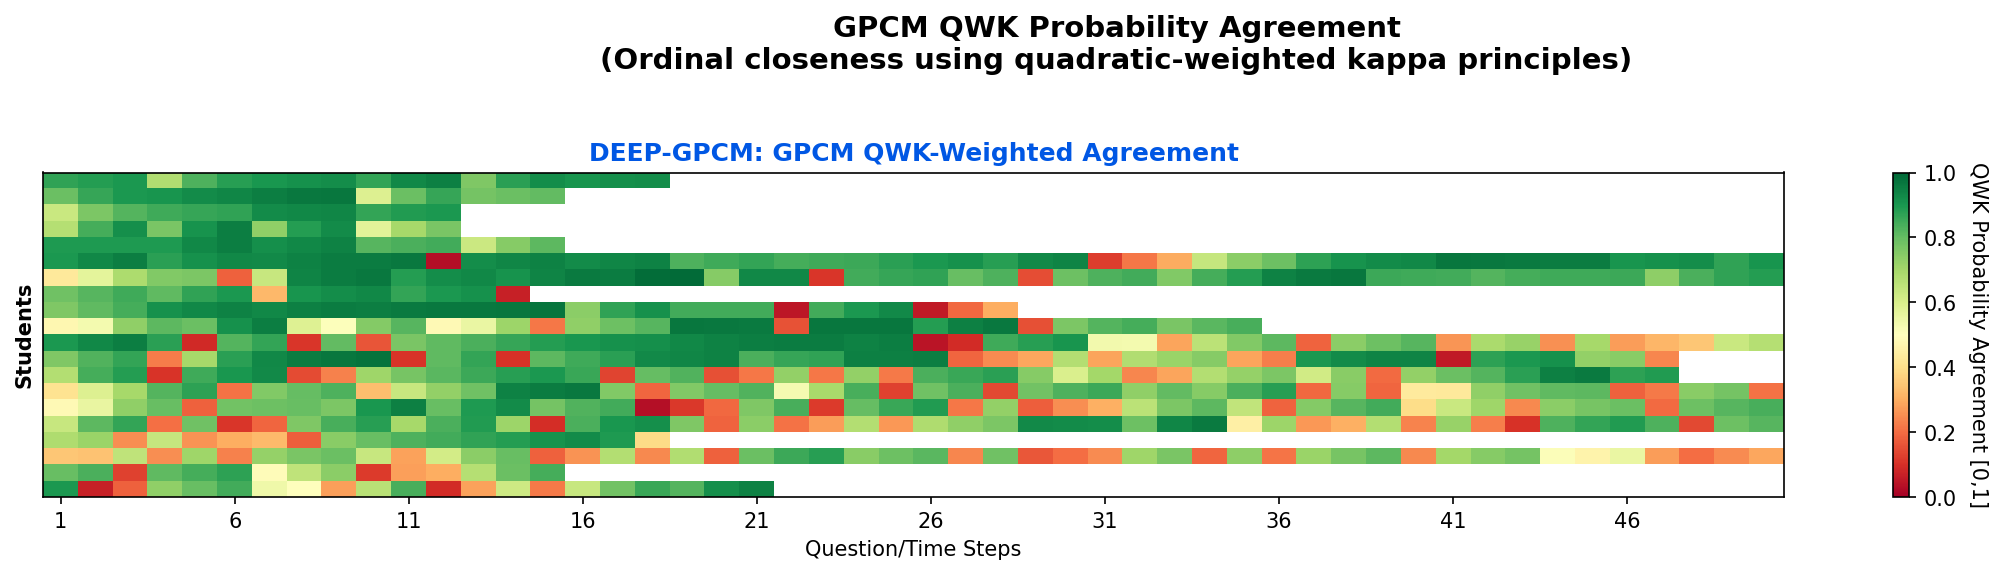 GPCM QWK Probability Agreement
(Ordinal closeness using quadratic-weighted kappa principles)
DEEP-GPCM: GPCM QWK-Weighted Agreement
Students
1 6 11 16 21 26 31 36 41 46
Question/Time Steps
1.0
0.8
0.6
0.4
0.2
0.0
QWK Probability Agreement [0,1]